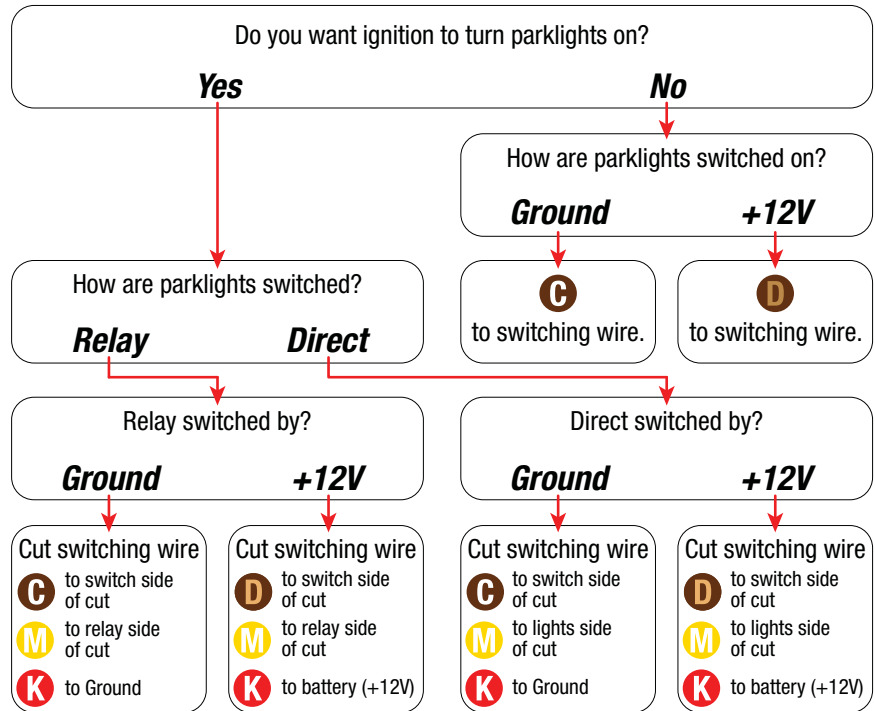 Do you want ignition to turn parklights on?
Yes
No
How are parklights switched on?
Ground
+12V
C
to switching wire.
D
to switching wire.
How are parklights switched?
Relay
Direct
Relay switched by?
Ground
+12V
Direct switched by?
Ground
+12V
Cut switching wire
C to switch side
of cut
M to relay side
of cut
K to Ground
Cut switching wire
D to switch side
of cut
M to relay side
of cut
K to battery (+12V)
Cut switching wire
C to switch side
of cut
M to lights side
of cut
K to Ground
Cut switching wire
D to switch side
of cut
M to lights side
of cut
K to battery (+12V)